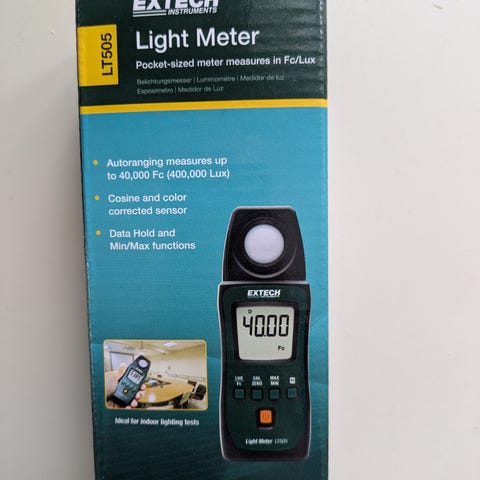 EXTECH
INSTRUMENTS
LT505
Light Meter
Pocket-sized meter measures in Fc/Lux
Belichtungsmesser | Luminomètre | Medidor de luz
Esposimetro | Medidor de Luz
• Autoranging measures up
to 40,000 Fc (400,000 Lux)
• Cosine and color
corrected sensor
• Data Hold and
Min/Max functions
EXTECH
40.00
Fc
LUX CAL MAX H
Fc ZERO MIN
Light Meter LT505
Ideal for indoor lighting tests